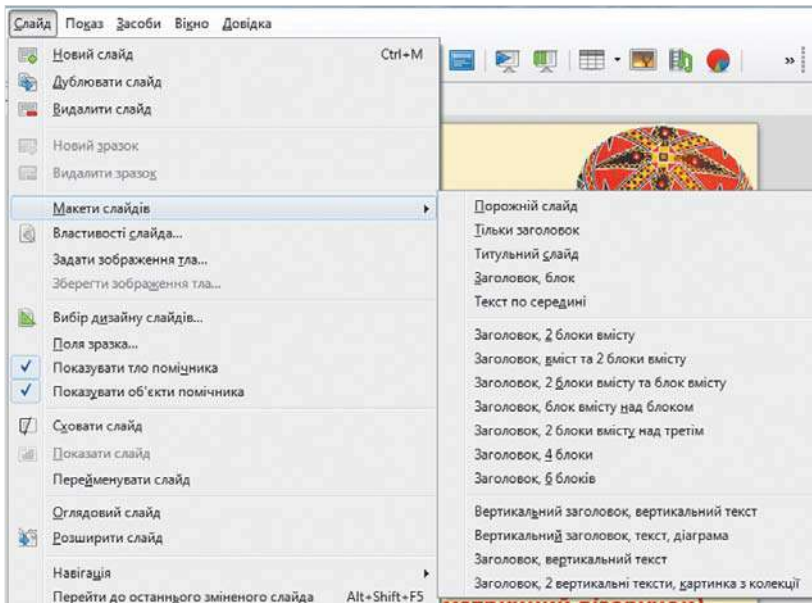 Слайд Показ Засоби Вікно Довідка
Новий слайд Ctrl+M
Дублювати слайд
Видалити слайд
Новий зразок
Видалити зразок
Макети слайдів
Властивості слайда...
Задати зображення тла...
Зберегти зображення тла...
Вибір дизайну слайдів...
Поля зразка...
Показувати тло помічника
Показувати об'єкти помічника
Сховати слайд
Показати слайд
Перейменувати слайд
Оглядовий слайд
Розширити слайд
Навігація
Перейти до останнього зміненого слайда Alt+Shift+F5
Порожній слайд
Тільки заголовок
Титульний слайд
Заголовок, блок
Текст по середині
Заголовок, 2 блоки вмісту
Заголовок, вміст та 2 блоки вмісту
Заголовок, 2 блоки вмісту та блок вмісту
Заголовок, блок вмісту над блоком
Заголовок, 2 блоки вмісту над третім
Заголовок, 4 блоки
Заголовок, 6 блоків
Вертикальний заголовок, вертикальний текст
Вертикальний заголовок, текст, діаграма
Заголовок, вертикальний текст
Заголовок, 2 вертикальні тексти, картинка з колекції